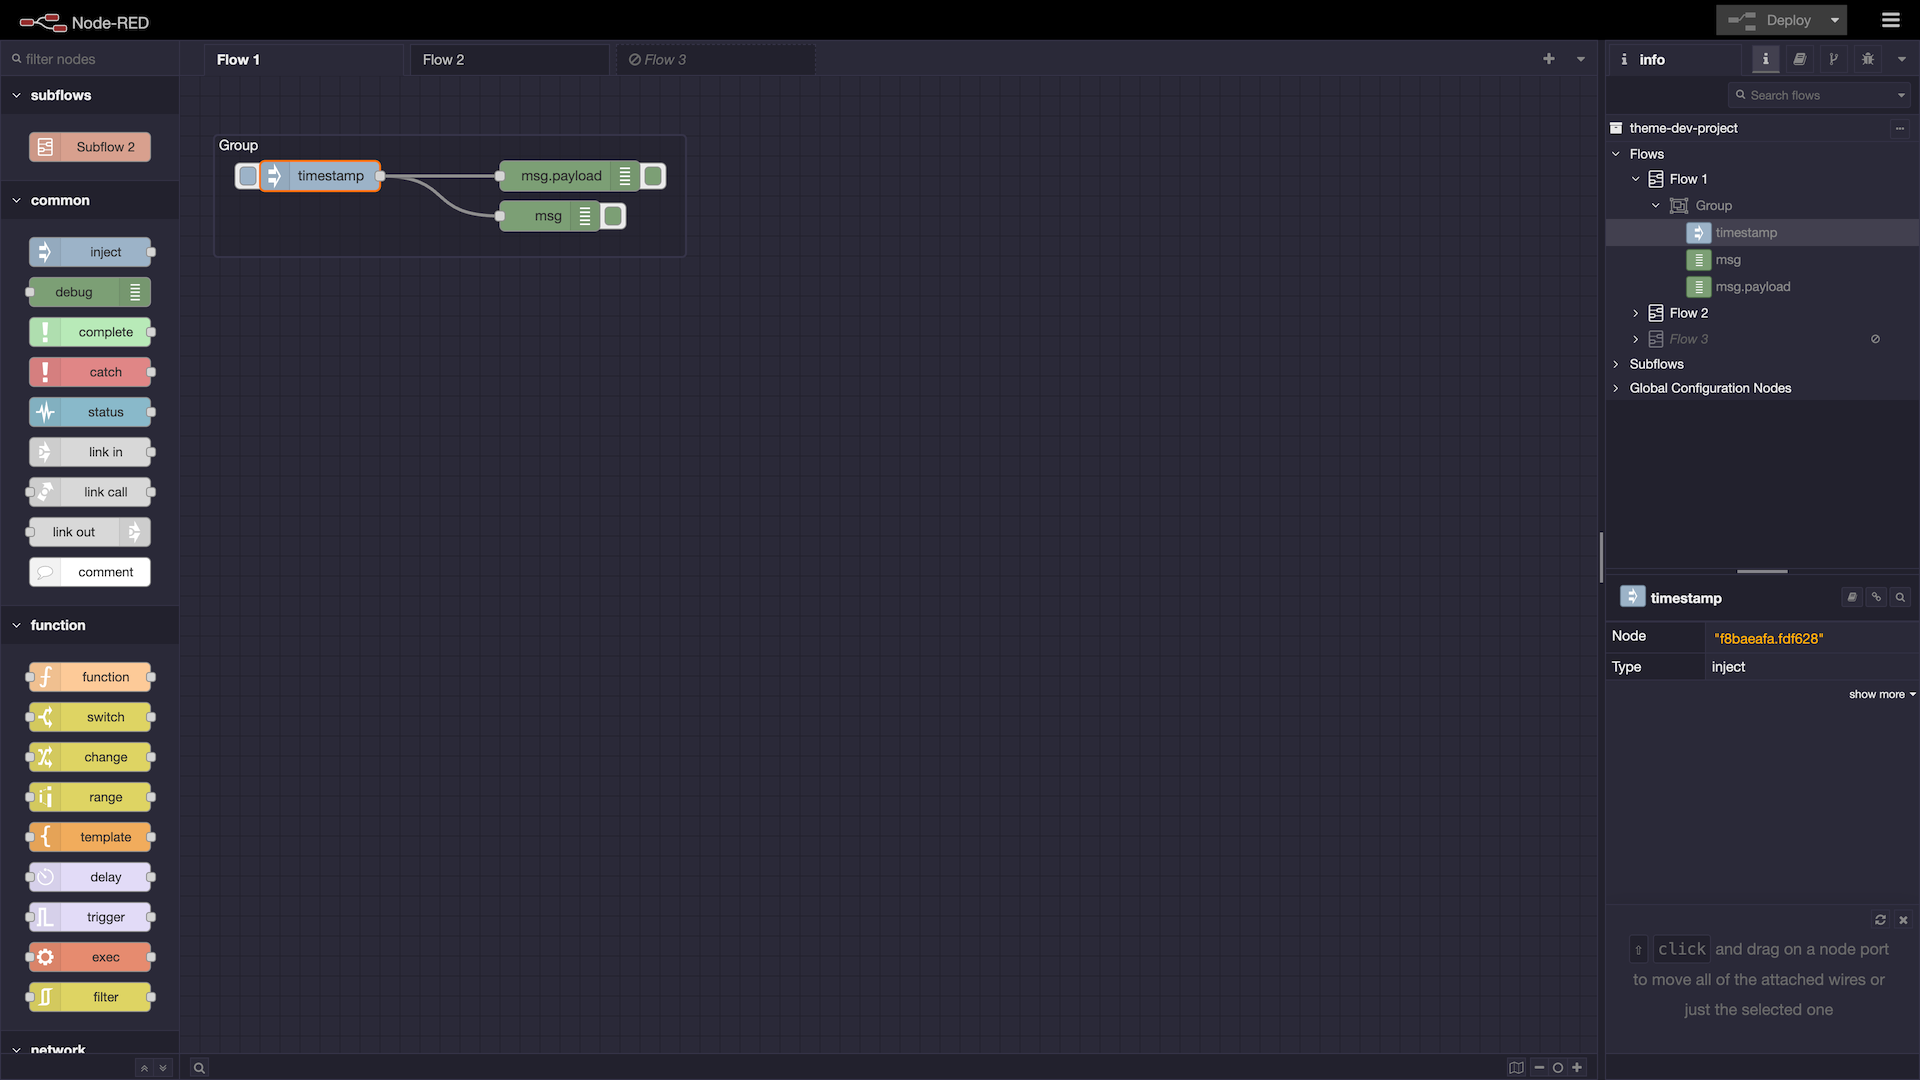 Node-RED
Deploy
filter nodes
Flow 1
Flow 2
Flow 3
info
Search flows
subflows
Subflow 2
common
inject
debug
complete
catch
status
link in
link call
link out
comment
function
function
switch
change
range
template
delay
trigger
exec
filter
network
Group
timestamp
msg.payload
msg
theme-dev-project
Flows
Flow 1
Group
timestamp
msg
msg.payload
Flow 2
Flow 3
Subflows
Global Configuration Nodes
timestamp
Node "f8baeafa.fdf628"
Type inject
show more
⇧ click and drag on a node port
to move all of the attached wires or
just the selected one